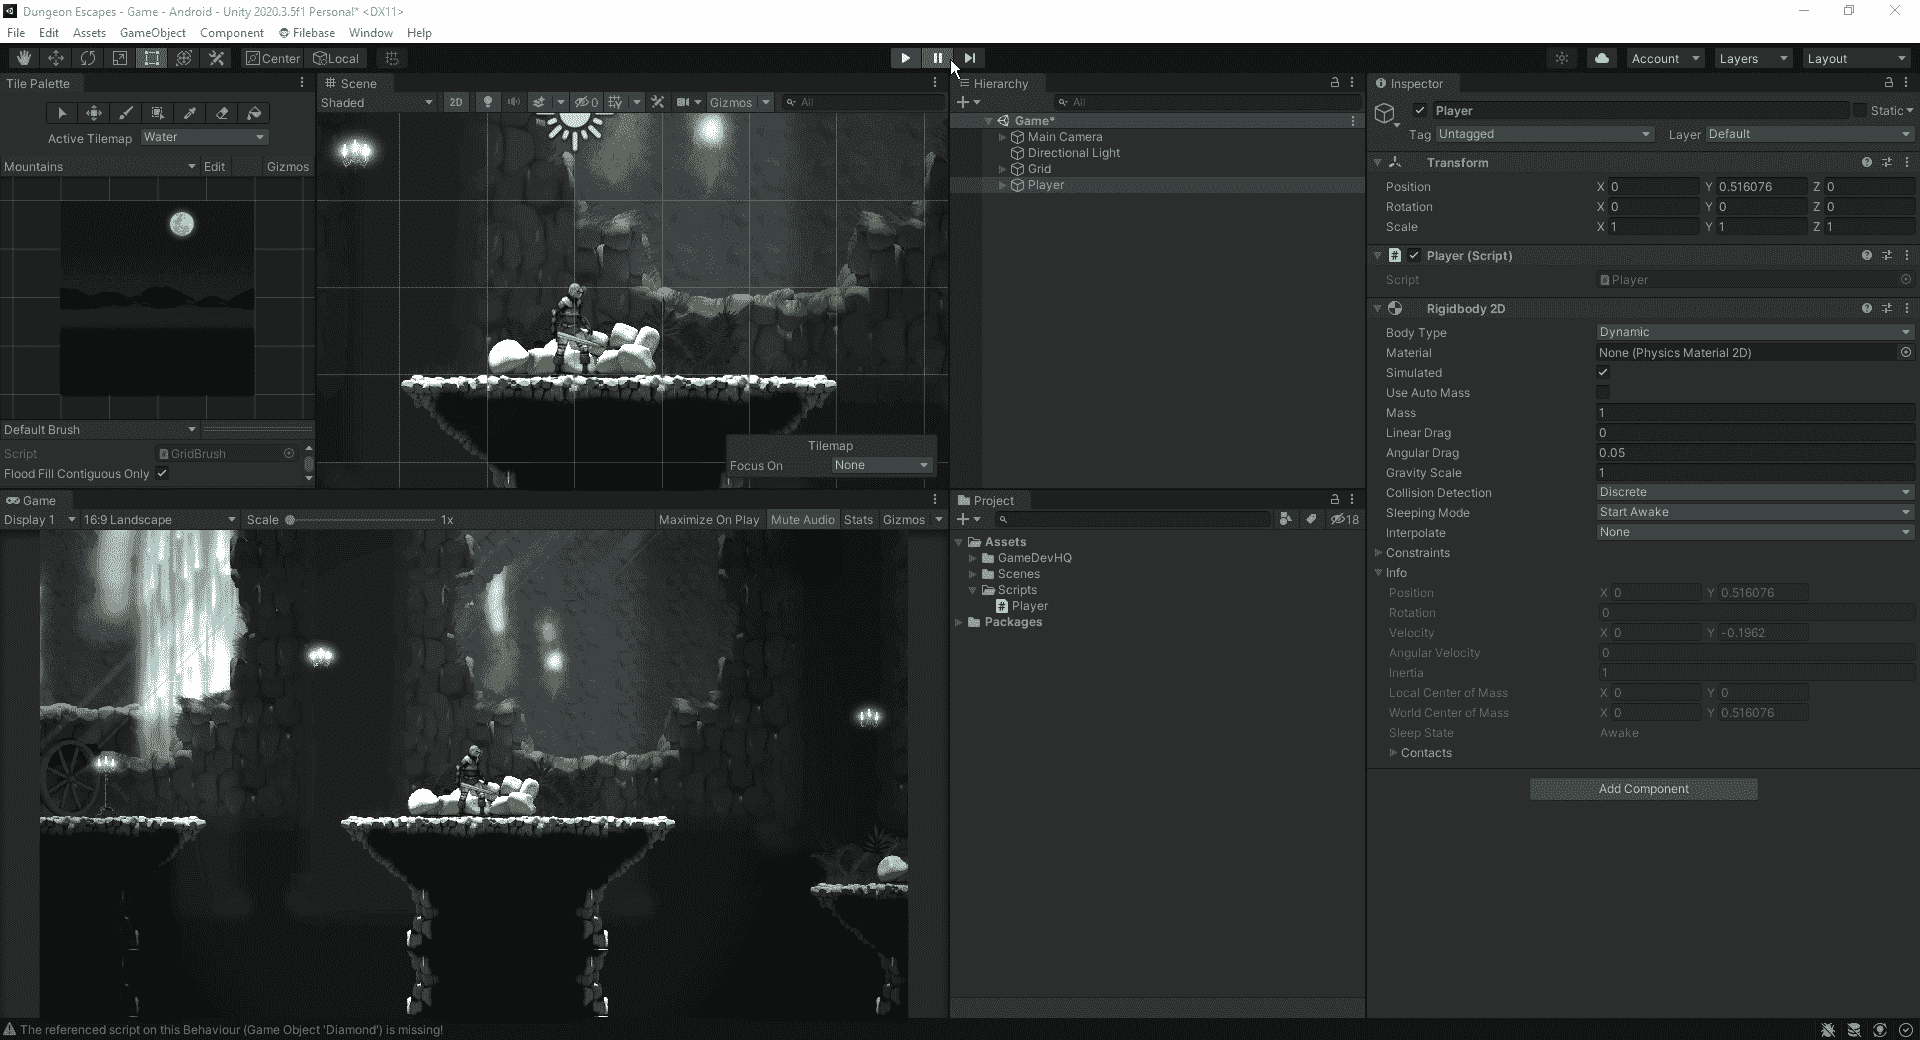 Dungeon Escapes - Game - Android - Unity 2020.3.5f1 Personal* <DX11>
File Edit Assets GameObject Component Filebase Window Help
Center Local Account Layers Layout
Tile Palette
Active Tilemap Water
Mountains Edit Gizmos
Default Brush
Script GridBrush
Flood Fill Contiguous Only
Scene
Shaded 2D 0 Gizmos All
Tilemap
Focus On None
Hierarchy
All
Game*
Main Camera
Directional Light
Grid
Player
Game
Display 1 16:9 Landscape Scale 1x Maximize On Play Mute Audio Stats Gizmos
Project
18
Assets
GameDevHQ
Scenes
Scripts
# Player
Packages
Inspector
Player Static
Tag Untagged Layer Default
Transform
Position X 0 Y 0.516076 Z 0
Rotation X 0 Y 0 Z 0
Scale X 1 Y 1 Z 1
# Player (Script)
Script Player
Rigidbody 2D
Body Type Dynamic
Material None (Physics Material 2D)
Simulated
Use Auto Mass
Mass 1
Linear Drag 0
Angular Drag 0.05
Gravity Scale 1
Collision Detection Discrete
Sleeping Mode Start Awake
Interpolate None
Constraints
Info
Position X 0 Y 0.516076
Rotation 0
Velocity X 0 Y -0.1962
Angular Velocity 0
Inertia 1
Local Center of Mass X 0 Y 0
World Center of Mass X 0 Y 0.516076
Sleep State Awake
Contacts
Add Component
The referenced script on this Behaviour (Game Object 'Diamond') is missing!